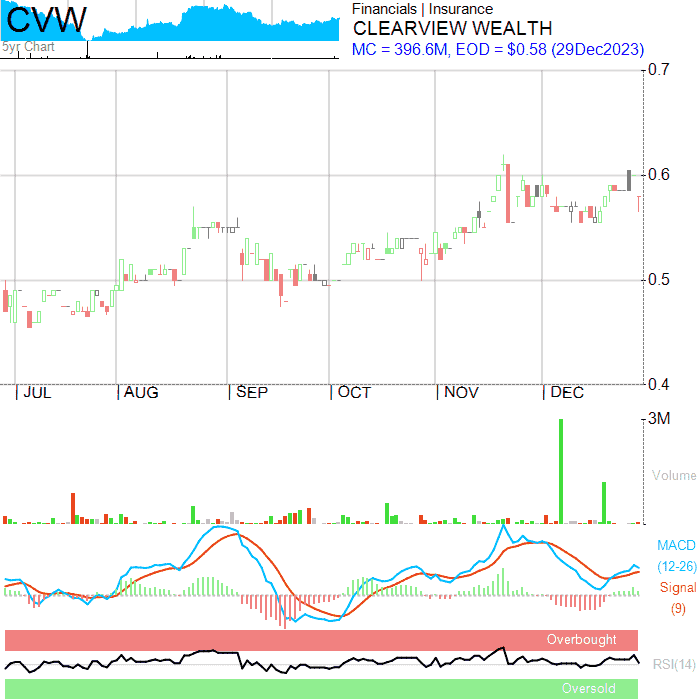 CVW
5yr Chart
Financials | Insurance
CLEARVIEW WEALTH
MC = 396.6M, EOD = $0.58 (29Dec2023)
0.7
0.6
0.5
0.4
JUL AUG SEP OCT NOV DEC
3M
Volume
MACD
(12-26)
Signal
(9)
Overbought
RSI(14)
Oversold